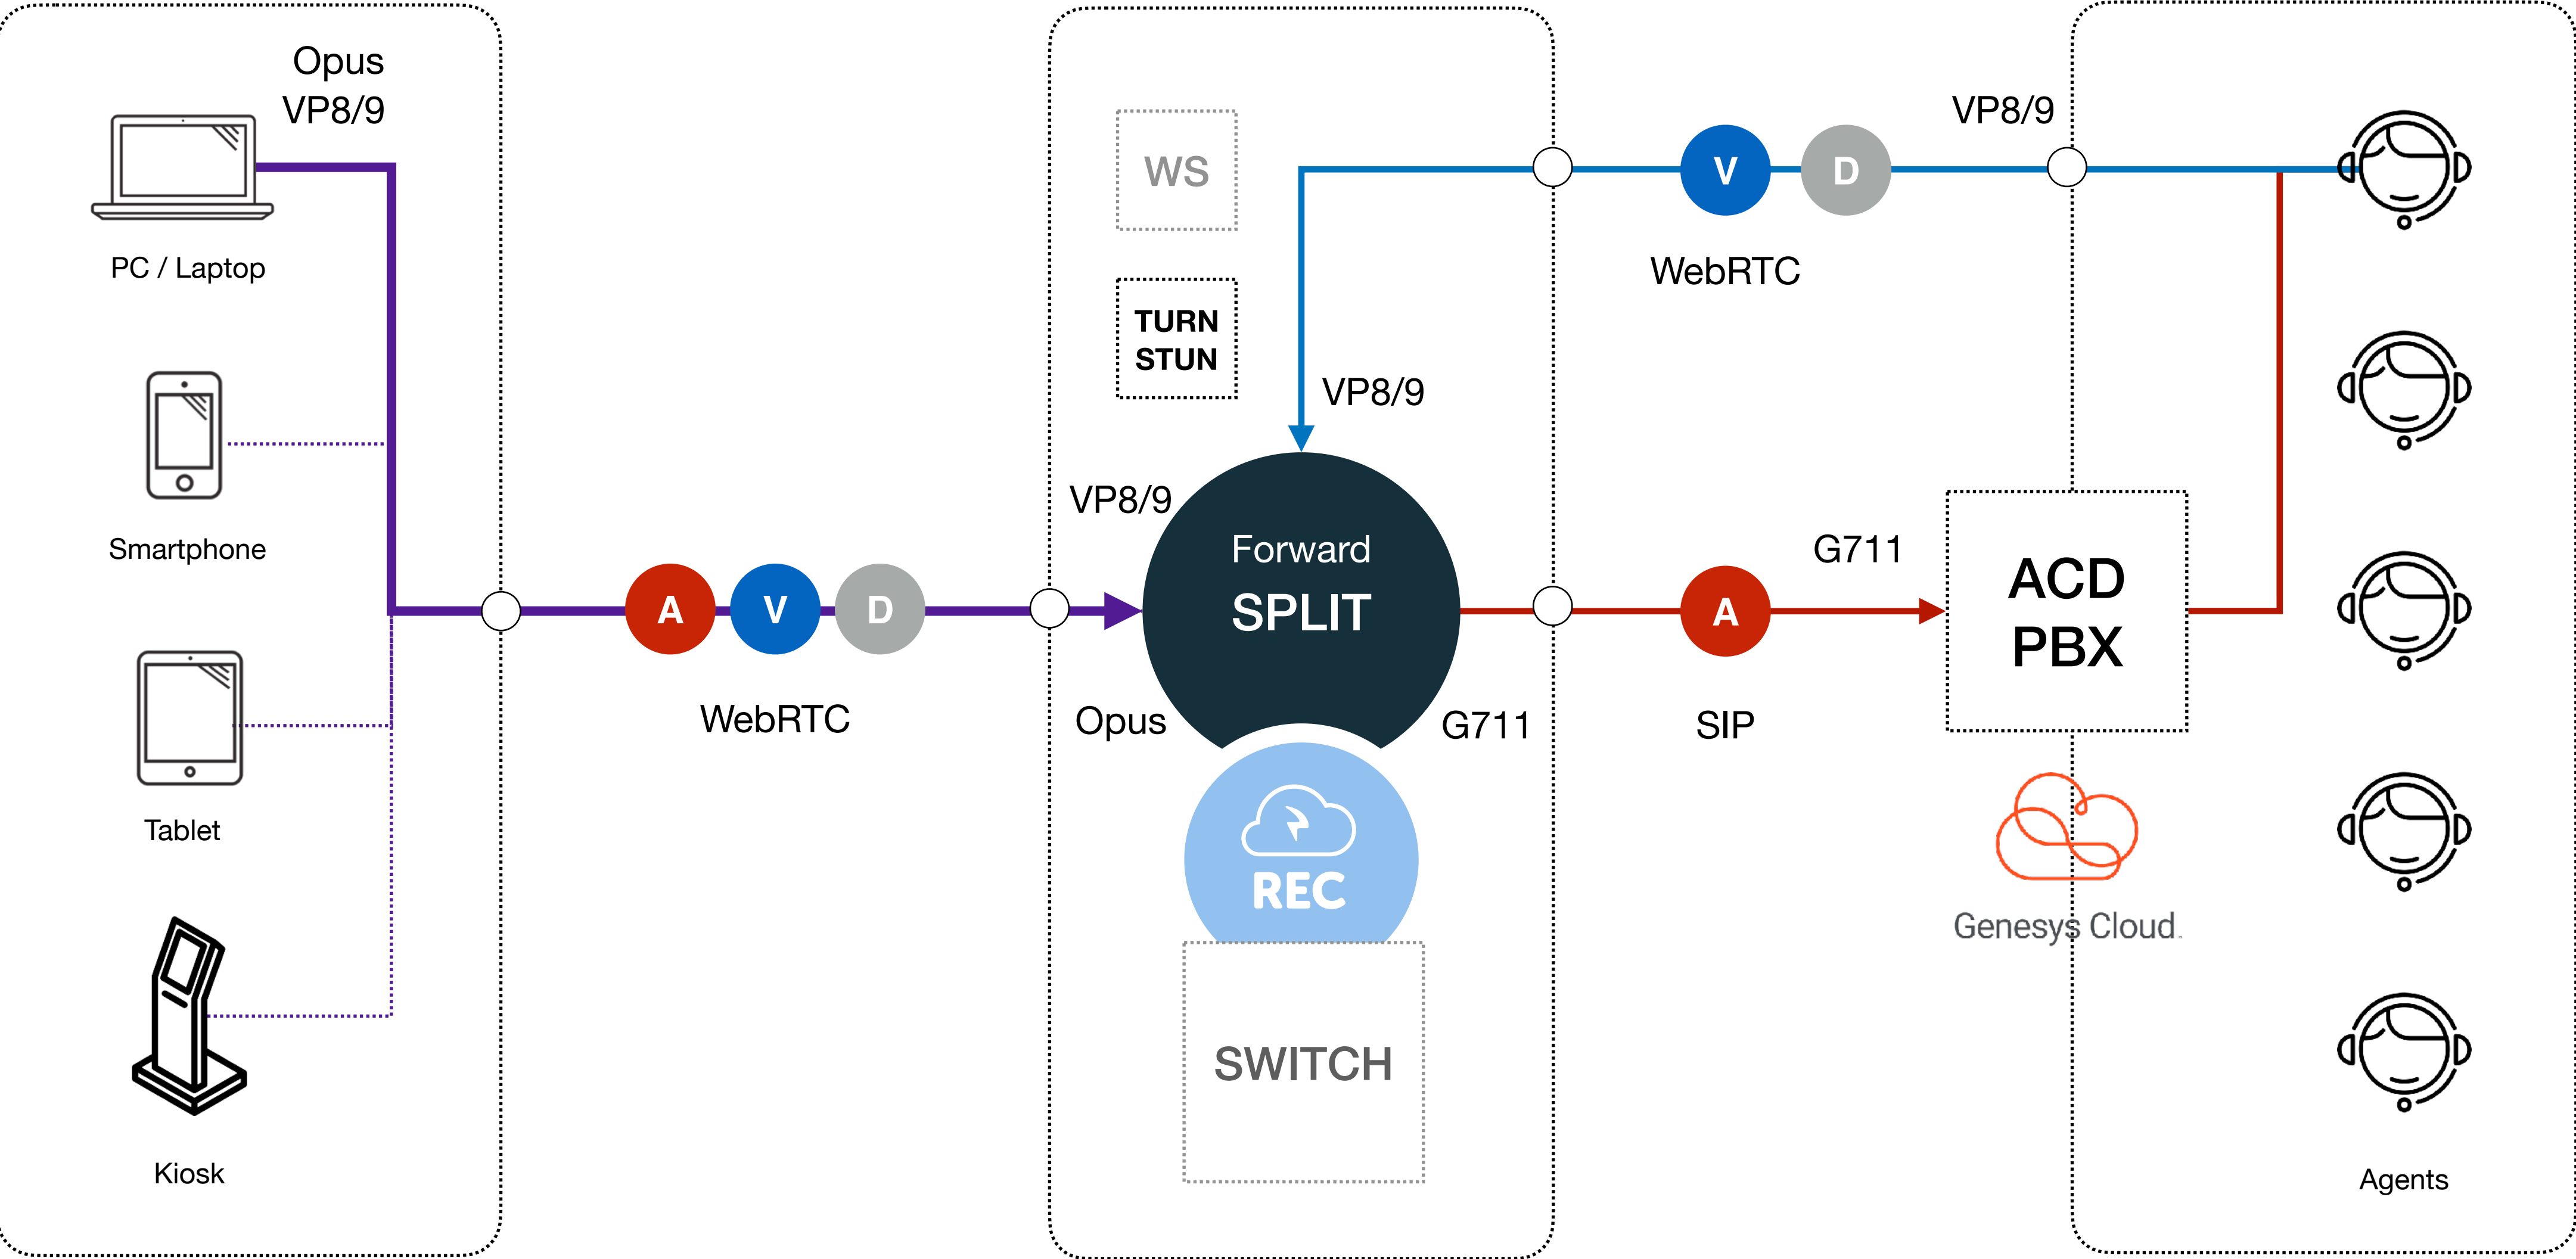 Opus
VP8/9
PC / Laptop
Smartphone
Tablet
Kiosk
A
V
D
WebRTC
WS
TURN
STUN
VP8/9
VP8/9
Forward
SPLIT
Opus
G711
REC
SWITCH
V
D
VP8/9
WebRTC
A
G711
SIP
ACD
PBX
Genesys Cloud
Agents